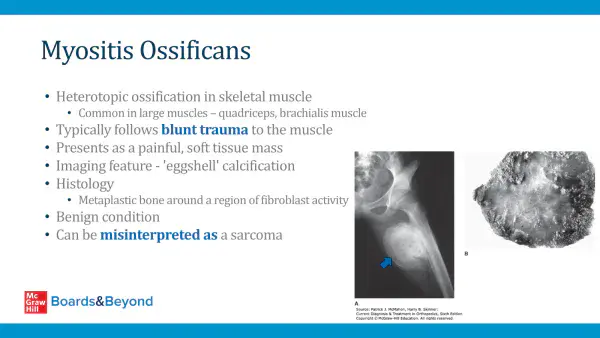 Myositis Ossificans
• Heterotopic ossification in skeletal muscle
• Common in large muscles – quadriceps, brachialis muscle
• Typically follows blunt trauma to the muscle
• Presents as a painful, soft tissue mass
• Imaging feature - 'eggshell' calcification
• Histology
• Metaplastic bone around a region of fibroblast activity
• Benign condition
• Can be misinterpreted as a sarcoma
A
B
Source: Patrick J. McMahon, Harry B. Skinner:
Current Diagnosis & Treatment in Orthopedics, Sixth Edition.
Copyright © McGraw-Hill Education. All rights reserved.
Mc
Graw
Hill
Boards&Beyond